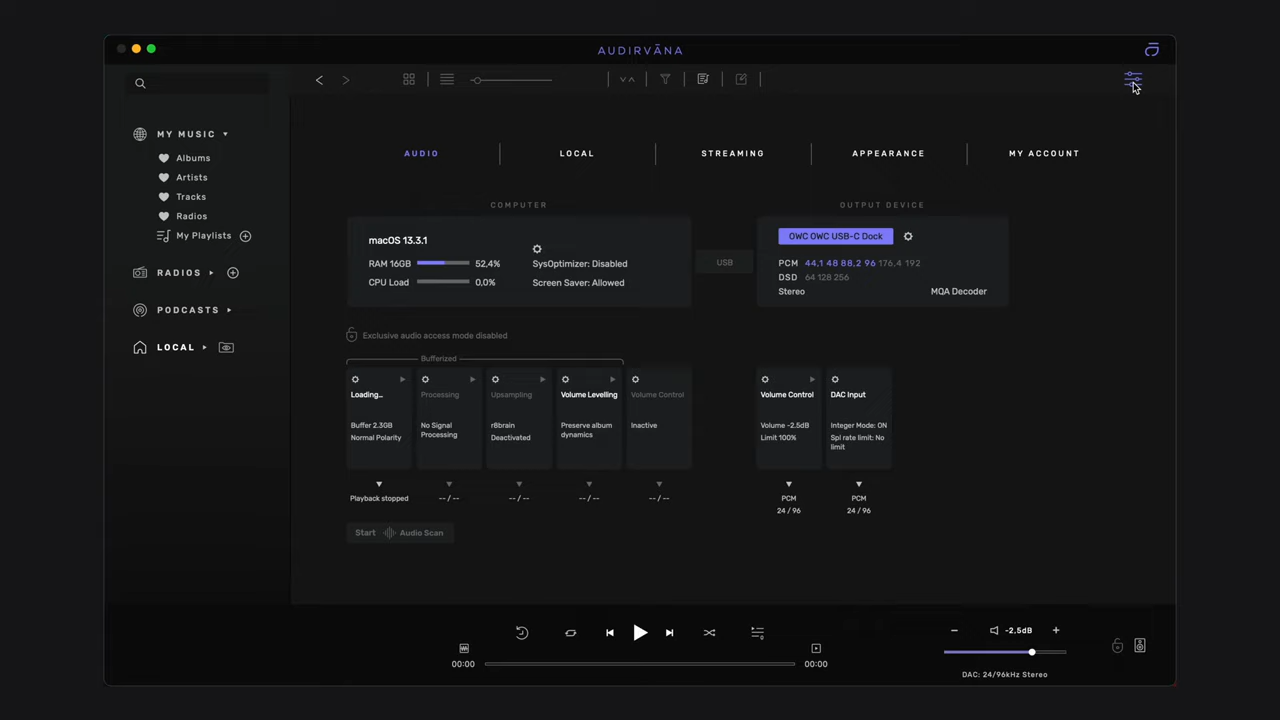 AUDIRVĀNA
MY MUSIC
Albums
Artists
Tracks
Radios
My Playlists
RADIOS
PODCASTS
LOCAL
AUDIO
LOCAL
STREAMING
APPEARANCE
MY ACCOUNT
COMPUTER
macOS 13.3.1
RAM 16GB 52,4%
CPU Load 0,0%
SysOptimizer: Disabled
Screen Saver: Allowed
USB
OUTPUT DEVICE
OWC OWC USB-C Dock
PCM 44,1 48 88,2 96 176,4 192
DSD 64 128 256
Stereo MQA Decoder
Exclusive audio access mode disabled
Bufferized
Loading...
Buffer 2.3GB
Normal Polarity
Playback stopped
Processing
No Signal
Processing
-- / --
Upsampling
r8brain
Deactivated
-- / --
Volume Levelling
Preserve album
dynamics
-- / --
Volume Control
Inactive
-- / --
Volume Control
Volume -2.5dB
Limit 100%
PCM
24 / 96
DAC Input
Integer Mode: ON
Spl rate limit: No
limit
PCM
24 / 96
Start Audio Scan
00:00
00:00
-2,5dB
DAC: 24/96kHz Stereo